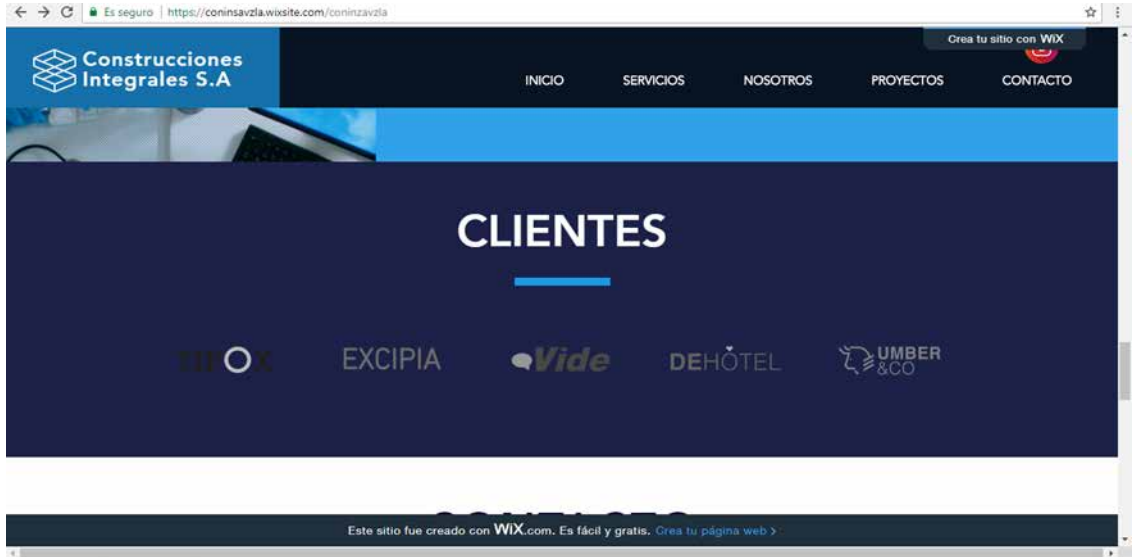 Es seguro | https://coninsavzla.wixsite.com/coninzavzla
Crea tu sitio con WiX
Construcciones
Integrales S.A
INICIO SERVICIOS NOSOTROS PROYECTOS CONTACTO
CLIENTES
EXCIPIA Vide DEHÔTEL UMBER
&CO
Este sitio fue creado con WiX.com. Es fácil y gratis. Crea tu página web >